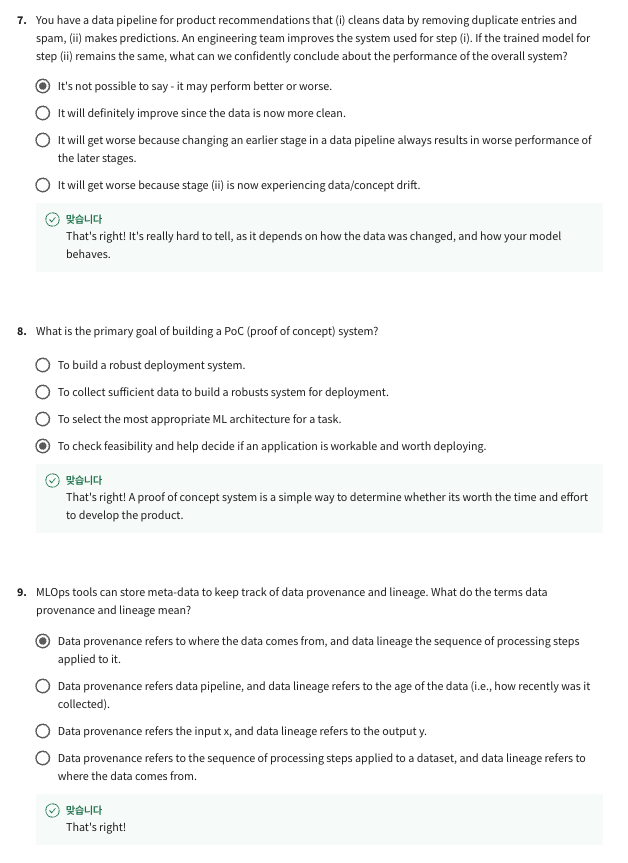 7. You have a data pipeline for product recommendations that (i) cleans data by removing duplicate entries and
spam, (ii) makes predictions. An engineering team improves the system used for step (i). If the trained model for
step (ii) remains the same, what can we confidently conclude about the performance of the overall system?
It's not possible to say - it may perform better or worse.
It will definitely improve since the data is now more clean.
It will get worse because changing an earlier stage in a data pipeline always results in worse performance of
the later stages.
It will get worse because stage (ii) is now experiencing data/concept drift.
맞습니다
That's right! It's really hard to tell, as it depends on how the data was changed, and how your model
behaves.
8. What is the primary goal of building a PoC (proof of concept) system?
To build a robust deployment system.
To collect sufficient data to build a robusts system for deployment.
To select the most appropriate ML architecture for a task.
To check feasibility and help decide if an application is workable and worth deploying.
맞습니다
That's right! A proof of concept system is a simple way to determine whether its worth the time and effort
to develop the product.
9. MLOps tools can store meta-data to keep track of data provenance and lineage. What do the terms data
provenance and lineage mean?
Data provenance refers to where the data comes from, and data lineage the sequence of processing steps
applied to it.
Data provenance refers data pipeline, and data lineage refers to the age of the data (i.e., how recently was it
collected).
Data provenance refers the input x, and data lineage refers to the output y.
Data provenance refers to the sequence of processing steps applied to a dataset, and data lineage refers to
where the data comes from.
맞습니다
That's right!